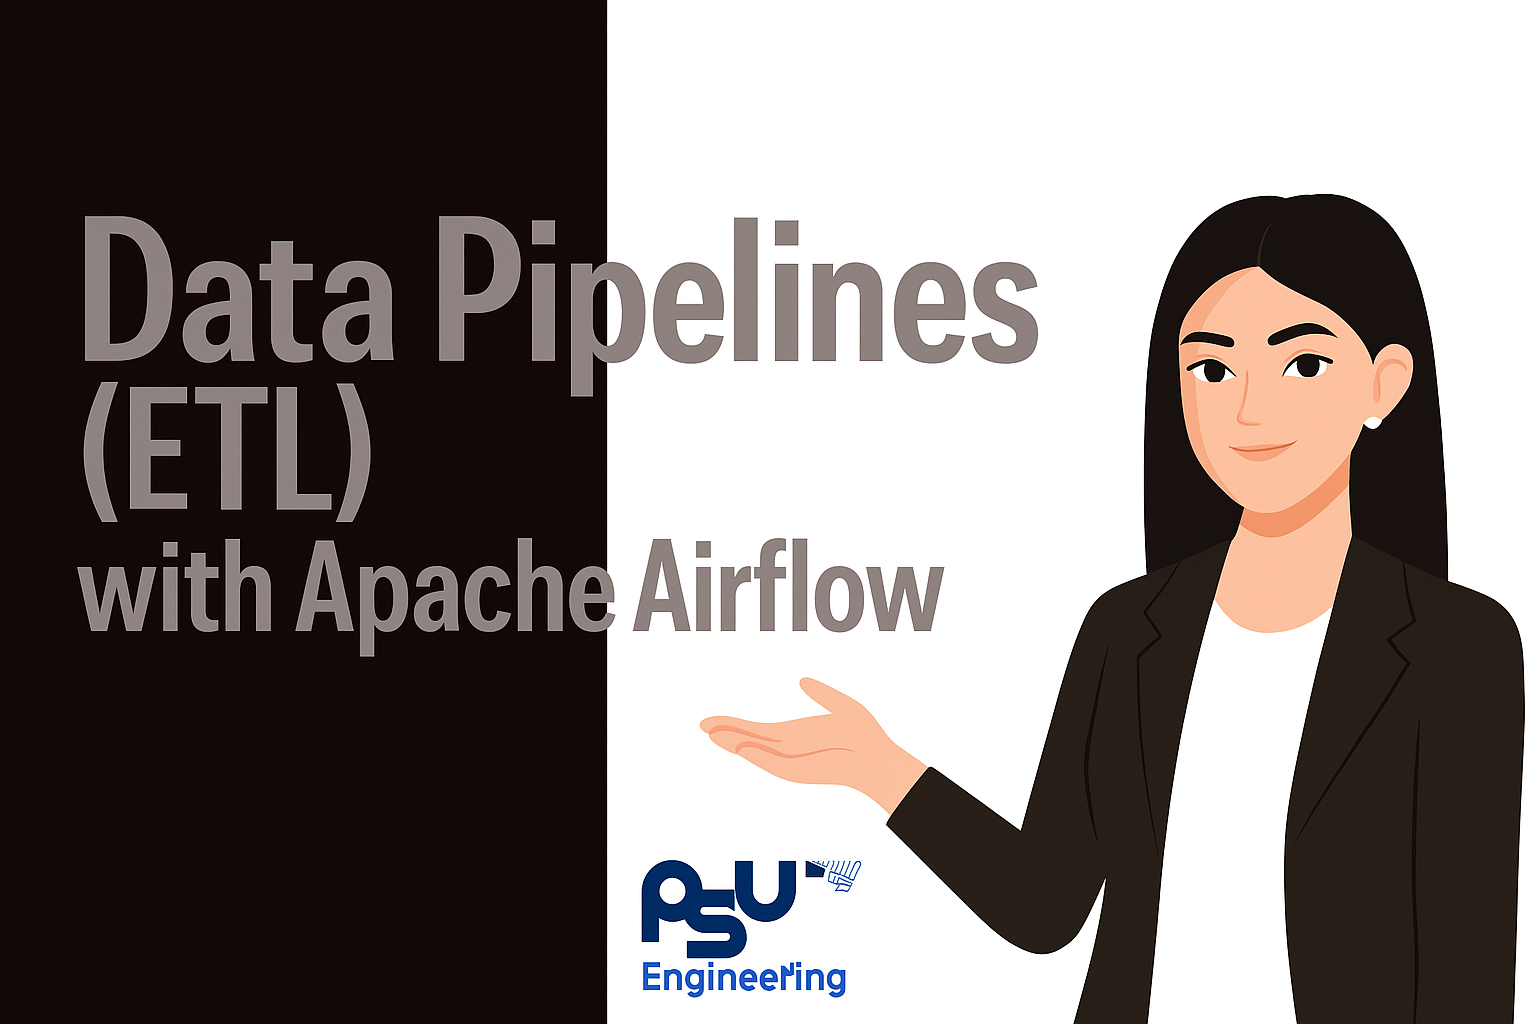 Data Pipelines
(ETL)
with Apache Airflow
PSU
Engineering